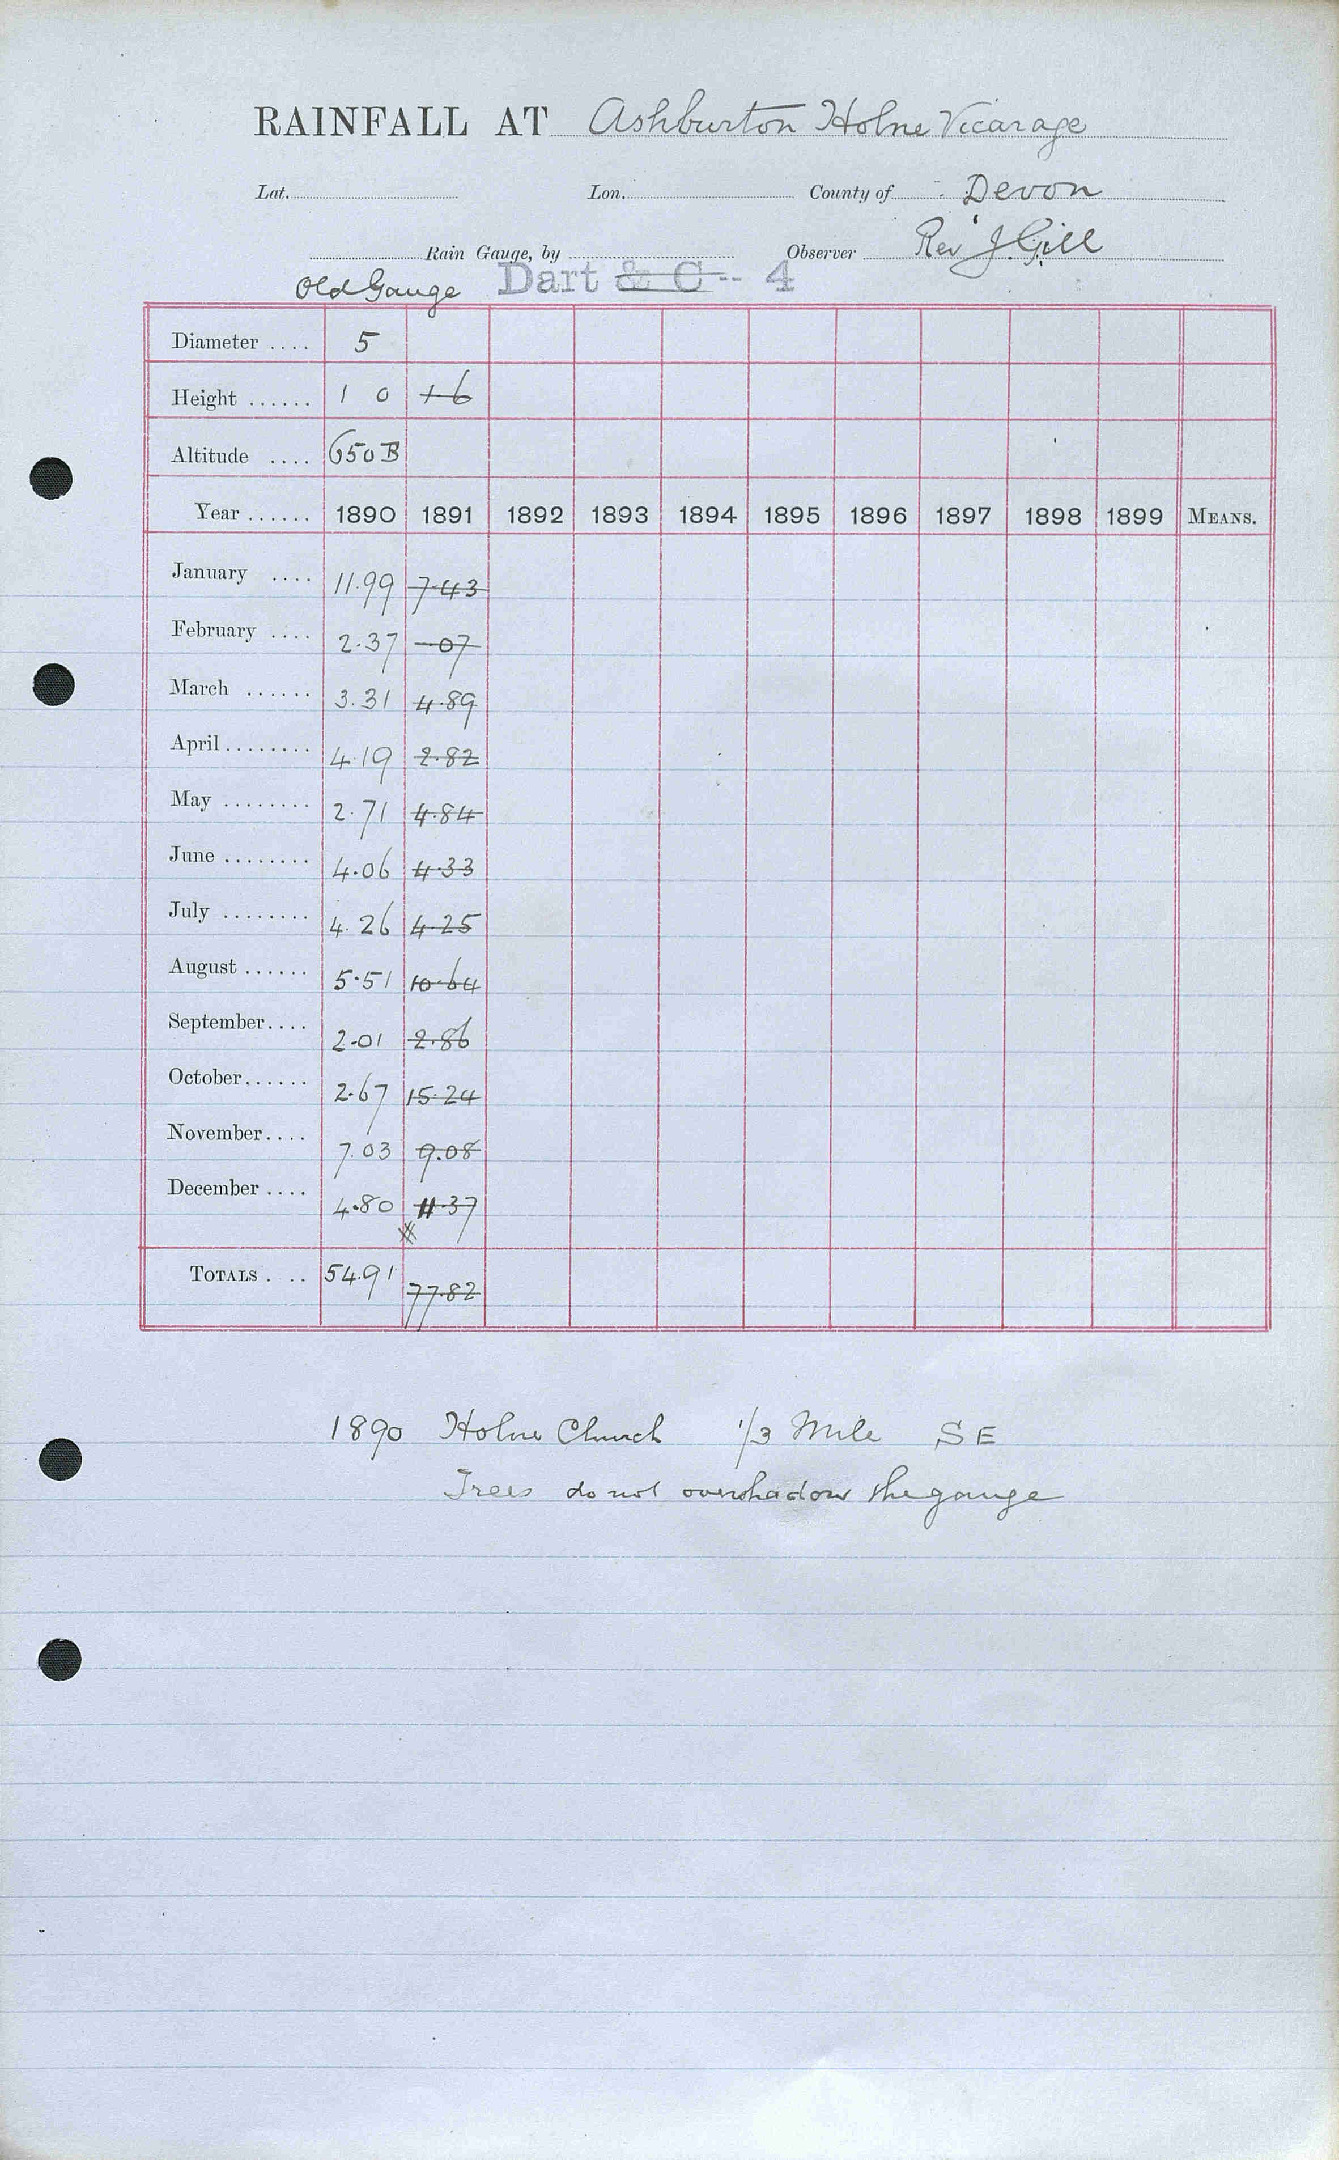 RAINFALL AT Ashburton Holne Vicarage
Lat. Lon. County of Devon
Rain Gauge, by Observer Rev J. Gill
Old Gauge Dart & C -- 4
Diameter .... 5
Height ...... 1 0 1 6
Altitude .... 650 B
Year ...... 1890 1891 1892 1893 1894 1895 1896 1897 1898 1899 MEANS.
January .... 11.99 7.43
February .... 2.37 -07
March ...... 3.31 4.89
April ........ 4.19 2.82
May ........ 2.71 4.84
June ........ 4.06 4.33
July ........ 4.26 4.25
August ...... 5.51 10.64
September.... 2.01 2.86
October...... 2.67 15.24
November.... 7.03 9.08
December .... 4.80 11.37
TOTALS . .. 54.91 77.82
1890 Holne Church 1/3 Mile SE
Trees do not overshadow the gauge